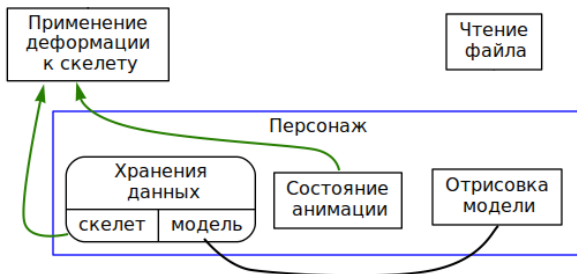 Применение
деформации
к скелету
Чтение
файла
Персонаж
Хранения
данных
скелет
модель
Состояние
анимации
Отрисовка
модели